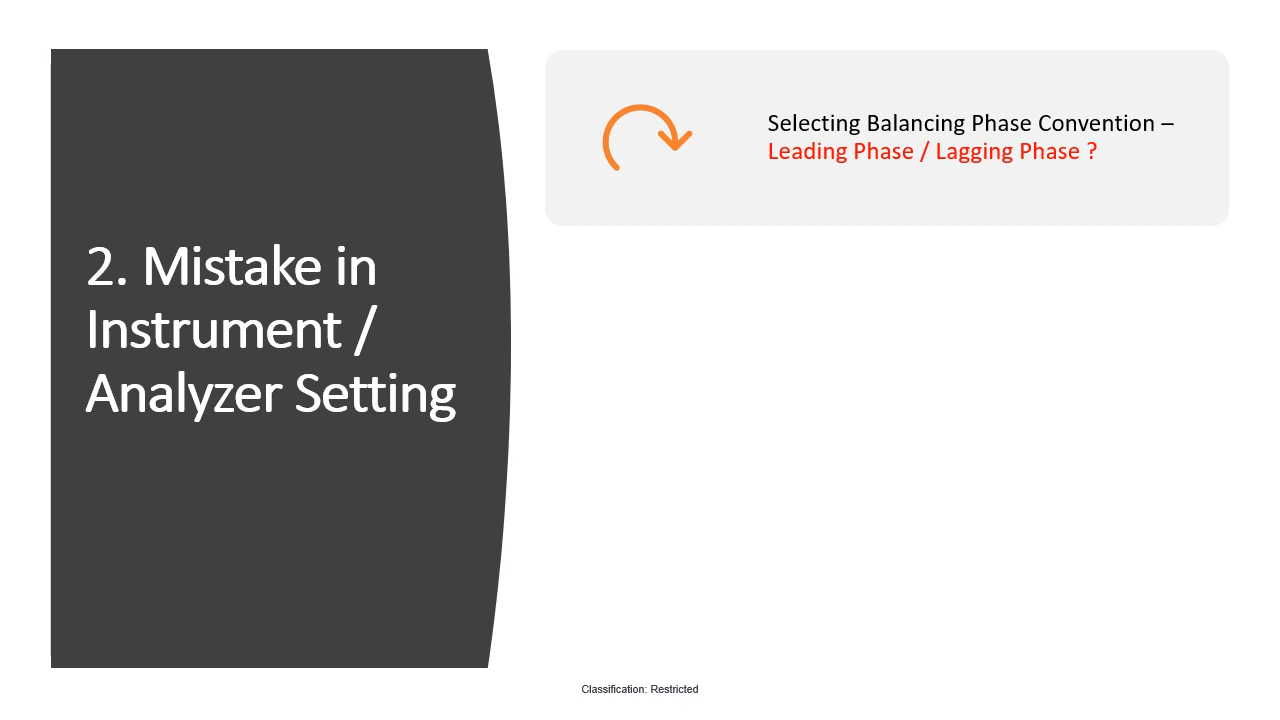 2. Mistake in
Instrument /
Analyzer Setting
Selecting Balancing Phase Convention –
Leading Phase / Lagging Phase ?
Classification: Restricted